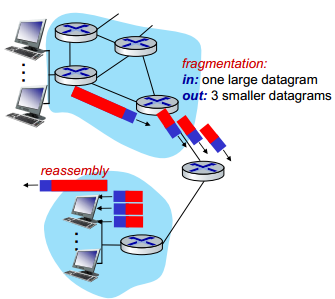 fragmentation:
in: one large datagram
out: 3 smaller datagrams
reassembly